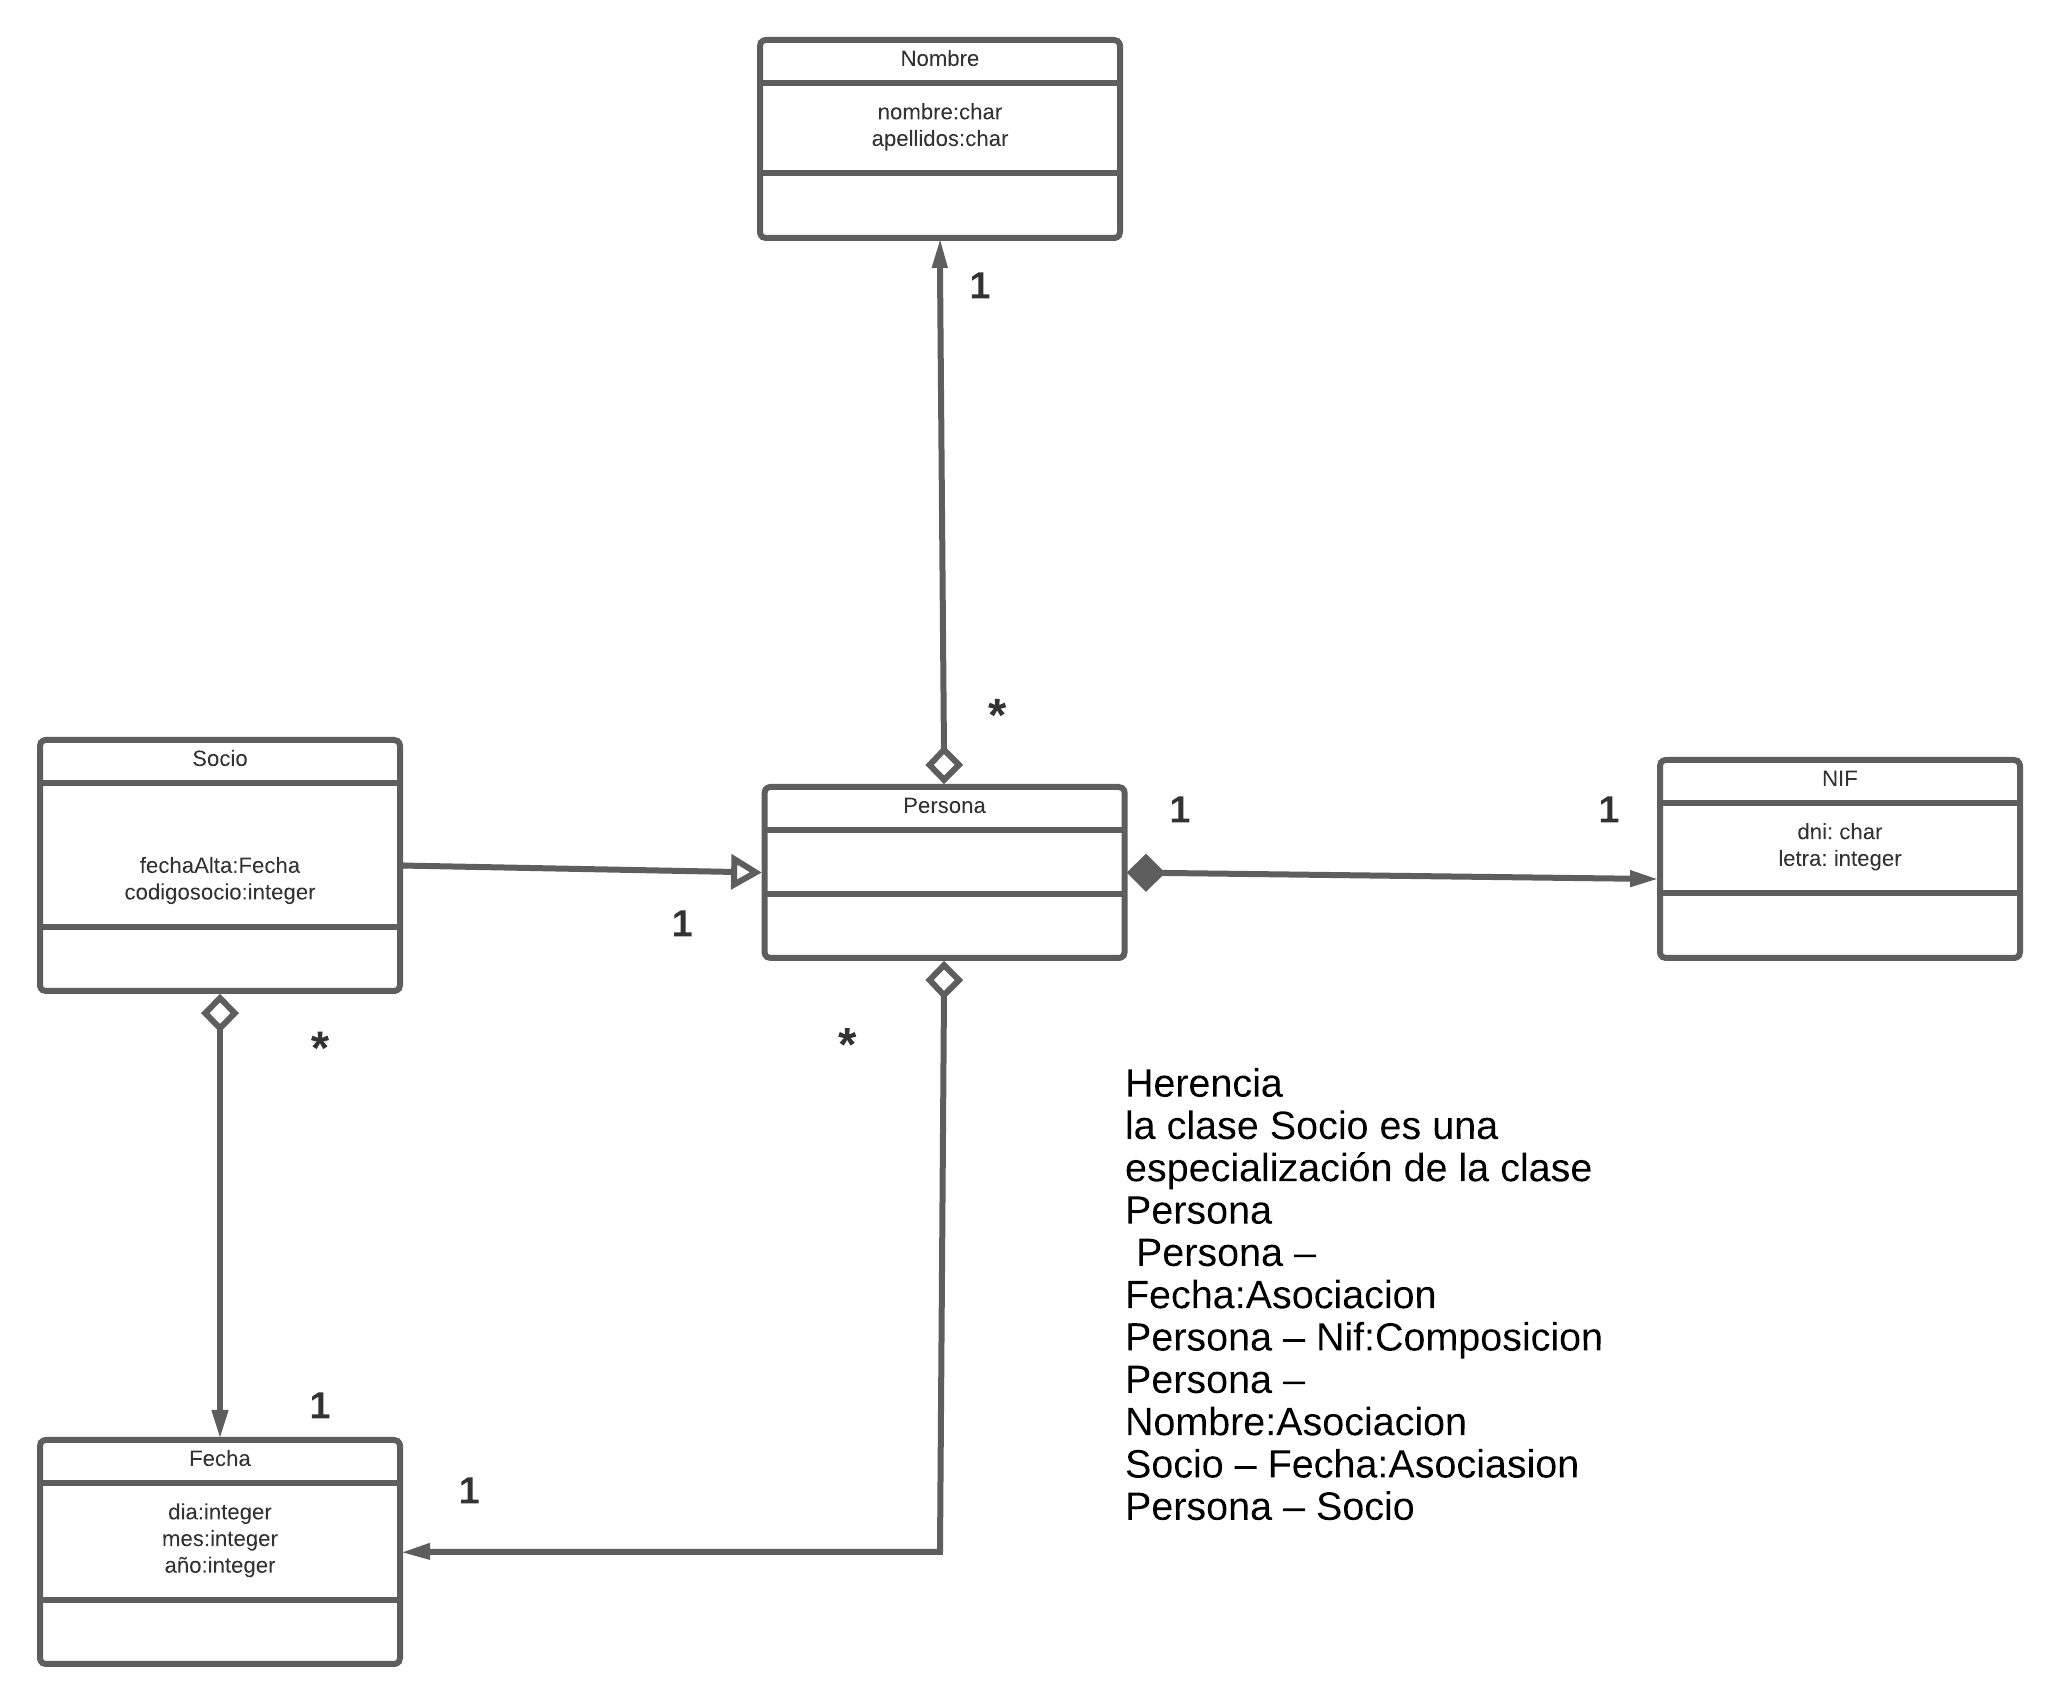 Nombre
nombre:char
apellidos:char
1
*
Socio
fechaAlta:Fecha
codigosocio:integer
1
Persona
1
1
NIF
dni: char
letra: integer
*
*
1
1
Fecha
dia:integer
mes:integer
año:integer
Herencia
la clase Socio es una
especialización de la clase
Persona
Persona –
Fecha:Asociacion
Persona – Nif:Composicion
Persona –
Nombre:Asociacion
Socio – Fecha:Asociasion
Persona – Socio